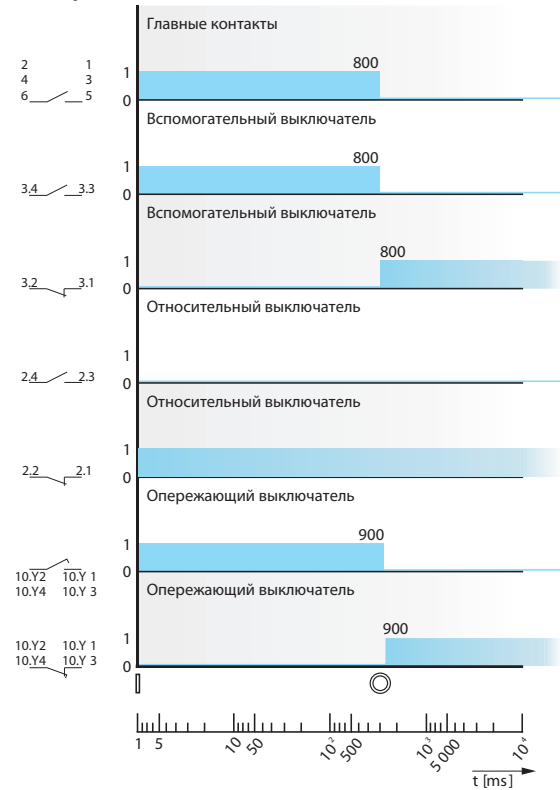 Главные контакты
2 1
4 3
6 5
800
1
0
Вспомогательный выключатель
3.4 3.3
800
1
0
Вспомогательный выключатель
3.2 3.1
800
1
0
Относительный выключатель
2.4 2.3
1
0
Относительный выключатель
2.2 2.1
1
0
Опережающий выключатель
900
1
0
10.Y2 10.Y 1
10.Y4 10.Y 3
Опережающий выключатель
900
10.Y2 10.Y 1
10.Y4 10.Y 3
1
0
1 5 10 50 10² 500 10³ 5 000 10⁴
t [ms]